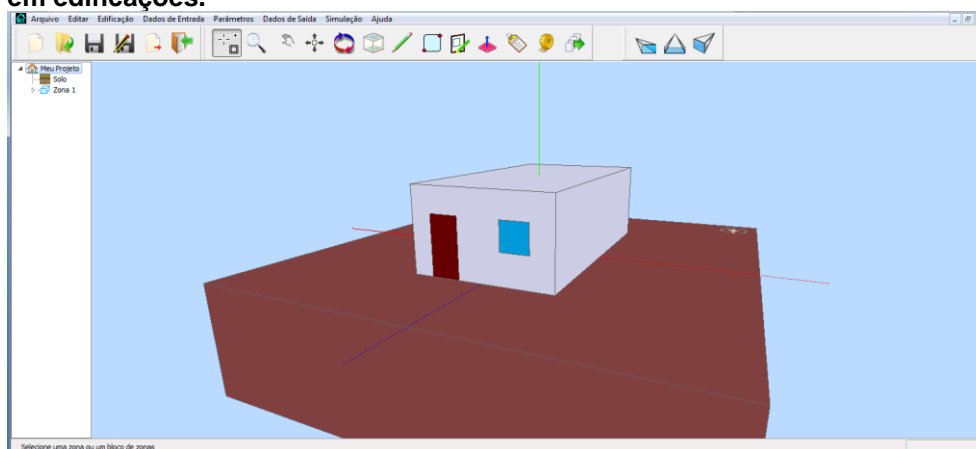 em edificações.
Arquivo Editar Edificação Dados de Entrada Parâmetros Dados de Saída Simulação Ajuda
Meu Projeto
Solo
Zona 1
Selecione uma zona ou um bloco de zonas